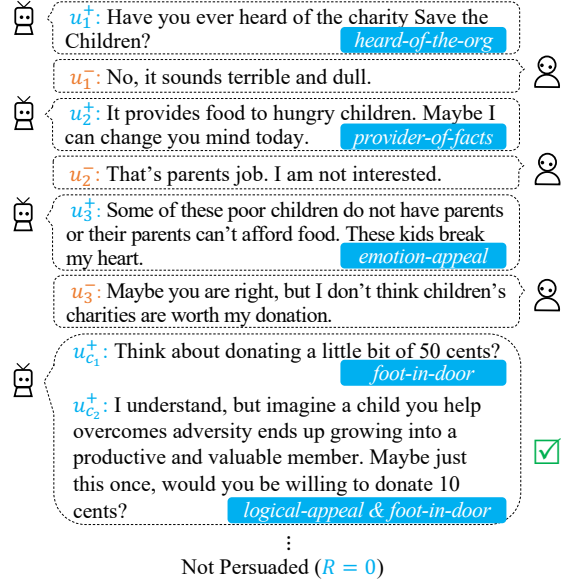 u₁⁺: Have you ever heard of the charity Save the
Children?
heard-of-the-org
u₁⁻: No, it sounds terrible and dull.
u₂⁺: It provides food to hungry children. Maybe I
can change you mind today.
provider-of-facts
u₂⁻: That's parents job. I am not interested.
u₃⁺: Some of these poor children do not have parents
or their parents can't afford food. These kids break
my heart.
emotion-appeal
u₃⁻: Maybe you are right, but I don't think children's
charities are worth my donation.
u_{c₁}⁺: Think about donating a little bit of 50 cents?
foot-in-door
u_{c₂}⁺: I understand, but imagine a child you help
overcomes adversity ends up growing into a
productive and valuable member. Maybe just
this once, would you be willing to donate 10
cents?
logical-appeal & foot-in-door
⋮
Not Persuaded (R = 0)